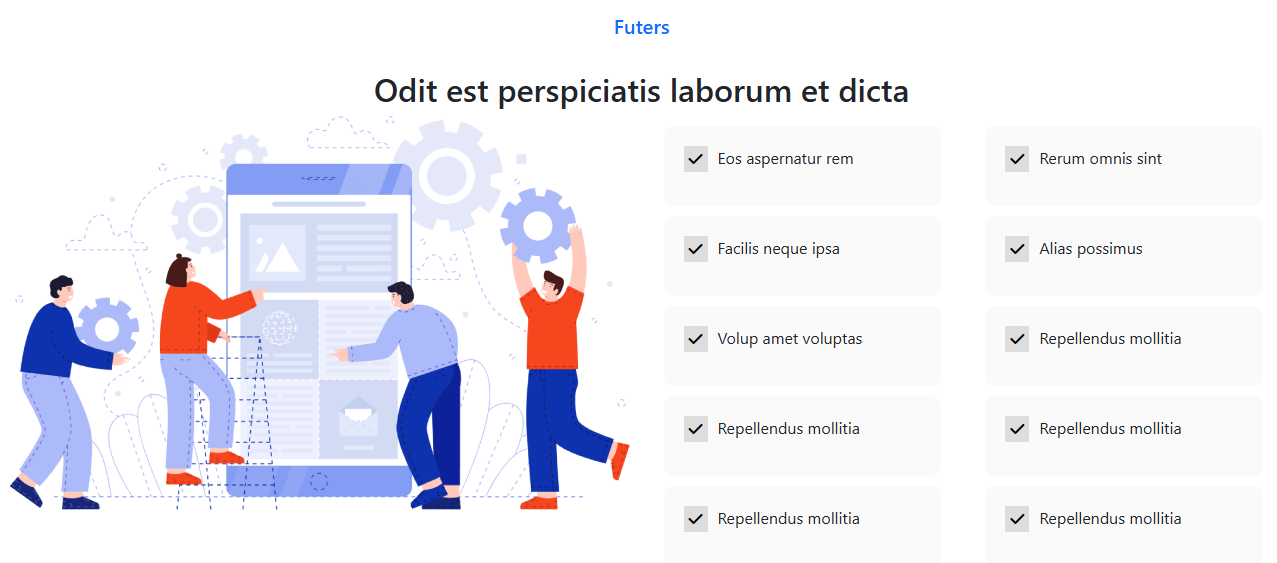 Futers
Odit est perspiciatis laborum et dicta
Eos aspernatur rem
Rerum omnis sint
Facilis neque ipsa
Alias possimus
Volup amet voluptas
Repellendus mollitia
Repellendus mollitia
Repellendus mollitia
Repellendus mollitia
Repellendus mollitia